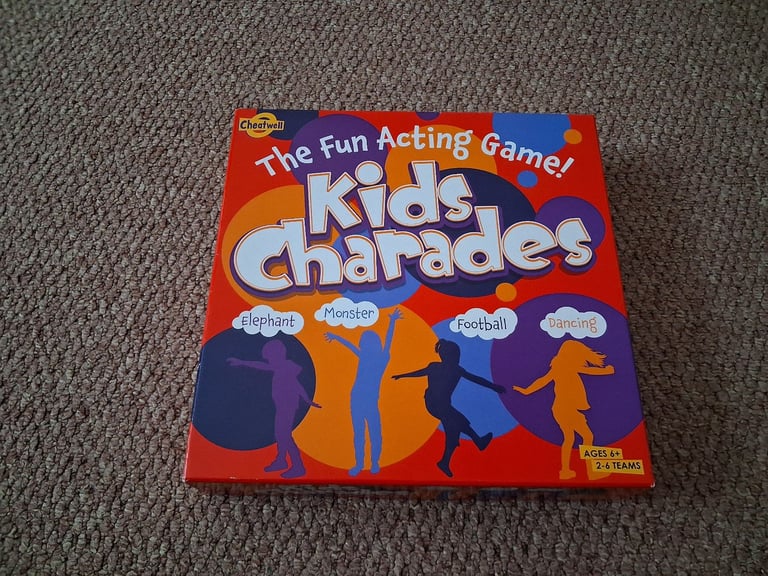 Cheatwell
The Fun Acting Game!
Kids
Charades
Elephant
Monster
Football
Dancing
AGES 6+
2-6 TEAMS